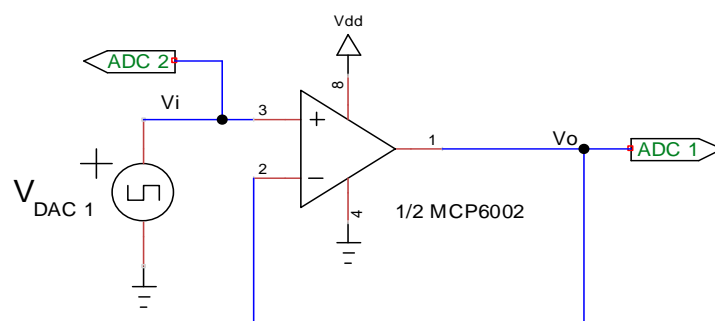 Vdd
ADC 2
Vi
3
8
+
1
Vo
ADC 1
2
−
+
V DAC 1
4
1/2 MCP6002